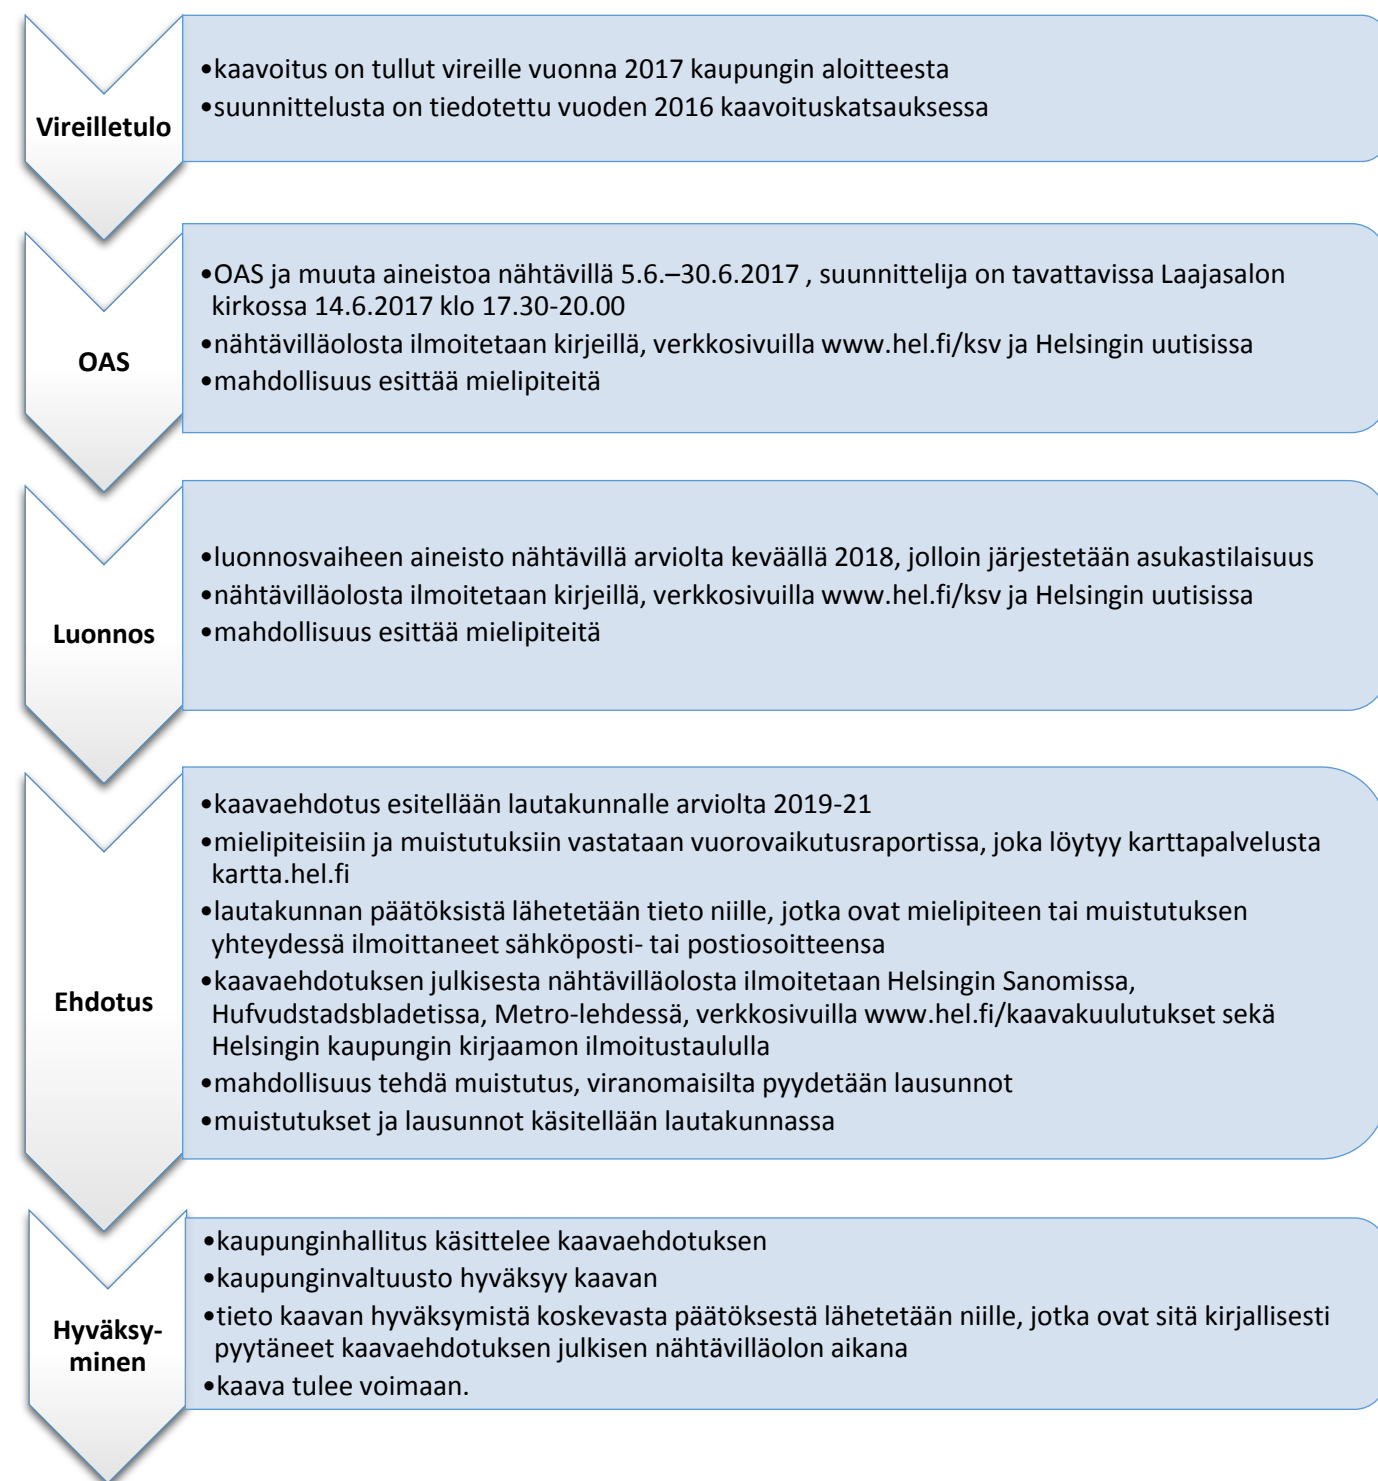 Vireilletulo
•kaavoitus on tullut vireille vuonna 2017 kaupungin aloitteesta
•suunnittelusta on tiedotettu vuoden 2016 kaavoituskatsauksessa
OAS
•OAS ja muuta aineistoa nähtävillä 5.6.–30.6.2017 , suunnittelija on tavattavissa Laajasalon
kirkossa 14.6.2017 klo 17.30-20.00
•nähtävilläolosta ilmoitetaan kirjeillä, verkkosivuilla www.hel.fi/ksv ja Helsingin uutisissa
•mahdollisuus esittää mielipiteitä
Luonnos
•luonnosvaiheen aineisto nähtävillä arviolta keväällä 2018, jolloin järjestetään asukastilaisuus
•nähtävilläolosta ilmoitetaan kirjeillä, verkkosivuilla www.hel.fi/ksv ja Helsingin uutisissa
•mahdollisuus esittää mielipiteitä
Ehdotus
•kaavaehdotus esitellään lautakunnalle arviolta 2019-21
•mielipiteisiin ja muistutuksiin vastataan vuorovaikutusraportissa, joka löytyy karttapalvelusta
kartta.hel.fi
•lautakunnan päätöksistä lähetetään tieto niille, jotka ovat mielipiteen tai muistutuksen
yhteydessä ilmoittaneet sähköposti- tai postiosoitteensa
•kaavaehdotuksen julkisesta nähtävilläolosta ilmoitetaan Helsingin Sanomissa,
Hufvudstadsbladetissa, Metro-lehdessä, verkkosivuilla www.hel.fi/kaavakuulutukset sekä
Helsingin kaupungin kirjaamon ilmoitustaululla
•mahdollisuus tehdä muistutus, viranomaisilta pyydetään lausunnot
•muistutukset ja lausunnot käsitellään lautakunnassa
Hyväksy-
minen
•kaupunginhallitus käsittelee kaavaehdotuksen
•kaupunginvaltuusto hyväksyy kaavan
•tieto kaavan hyväksymistä koskevasta päätöksestä lähetetään niille, jotka ovat sitä kirjallisesti
pyytäneet kaavaehdotuksen julkisen nähtävilläolon aikana
•kaava tulee voimaan.